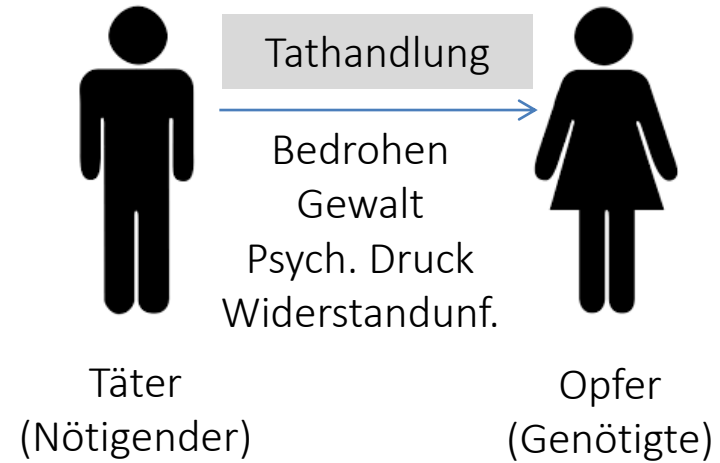 Tathandlung
Bedrohen
Gewalt
Psych. Druck
Widerstandunf.
Täter
(Nötigender)
Opfer
(Genötigte)